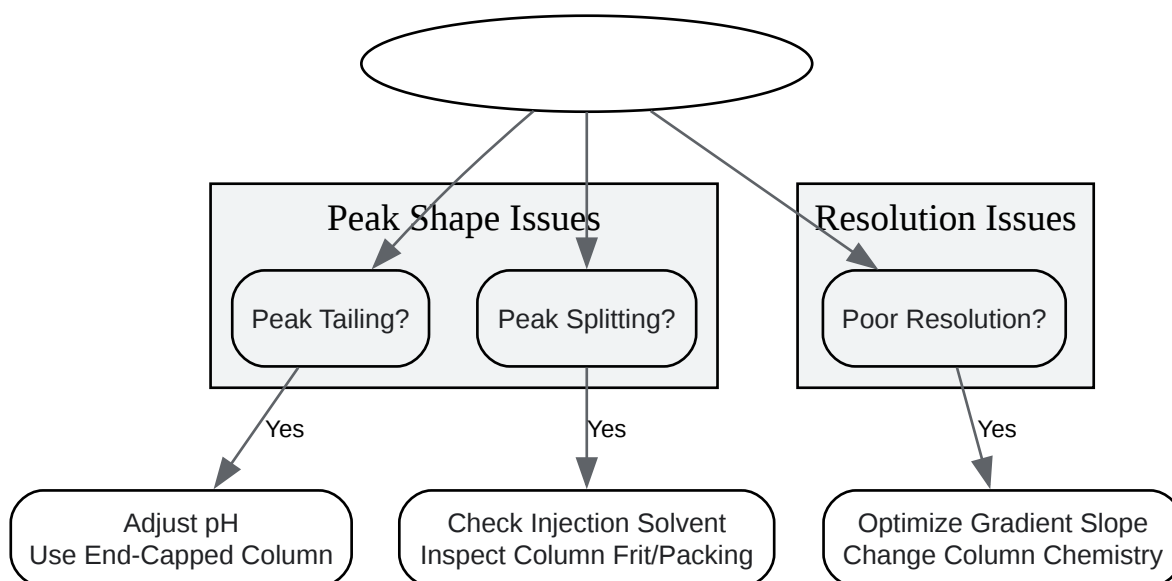 Peak Shape Issues
Resolution Issues
Peak Tailing?
Peak Splitting?
Poor Resolution?
Yes
Yes
Yes
Adjust pH
Use End-Capped Column
Check Injection Solvent
Inspect Column Frit/Packing
Optimize Gradient Slope
Change Column Chemistry